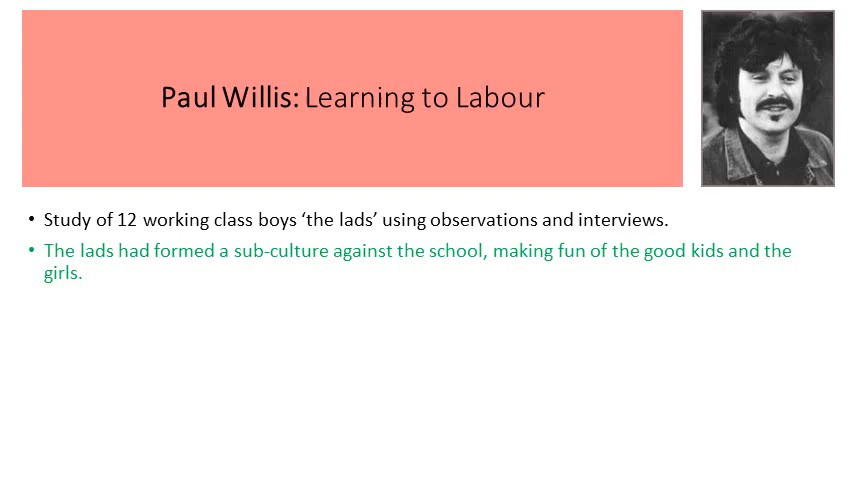 Paul Willis: Learning to Labour
• Study of 12 working class boys ‘the lads’ using observations and interviews.
• The lads had formed a sub-culture against the school, making fun of the good kids and the
girls.